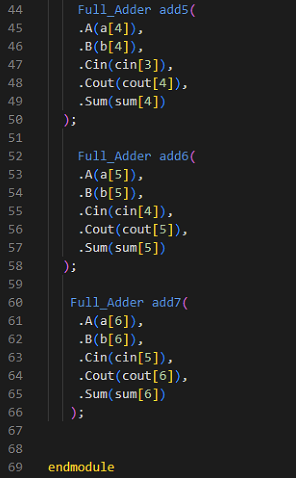 44 Full_Adder add5(
45 .A(a[4]),
46 .B(b[4]),
47 .Cin(cin[3]),
48 .Cout(cout[4]),
49 .Sum(sum[4])
50 );
51
52 Full_Adder add6(
53 .A(a[5]),
54 .B(b[5]),
55 .Cin(cin[4]),
56 .Cout(cout[5]),
57 .Sum(sum[5])
58 );
59
60 Full_Adder add7(
61 .A(a[6]),
62 .B(b[6]),
63 .Cin(cin[5]),
64 .Cout(cout[6]),
65 .Sum(sum[6])
66 );
67
68
69 endmodule